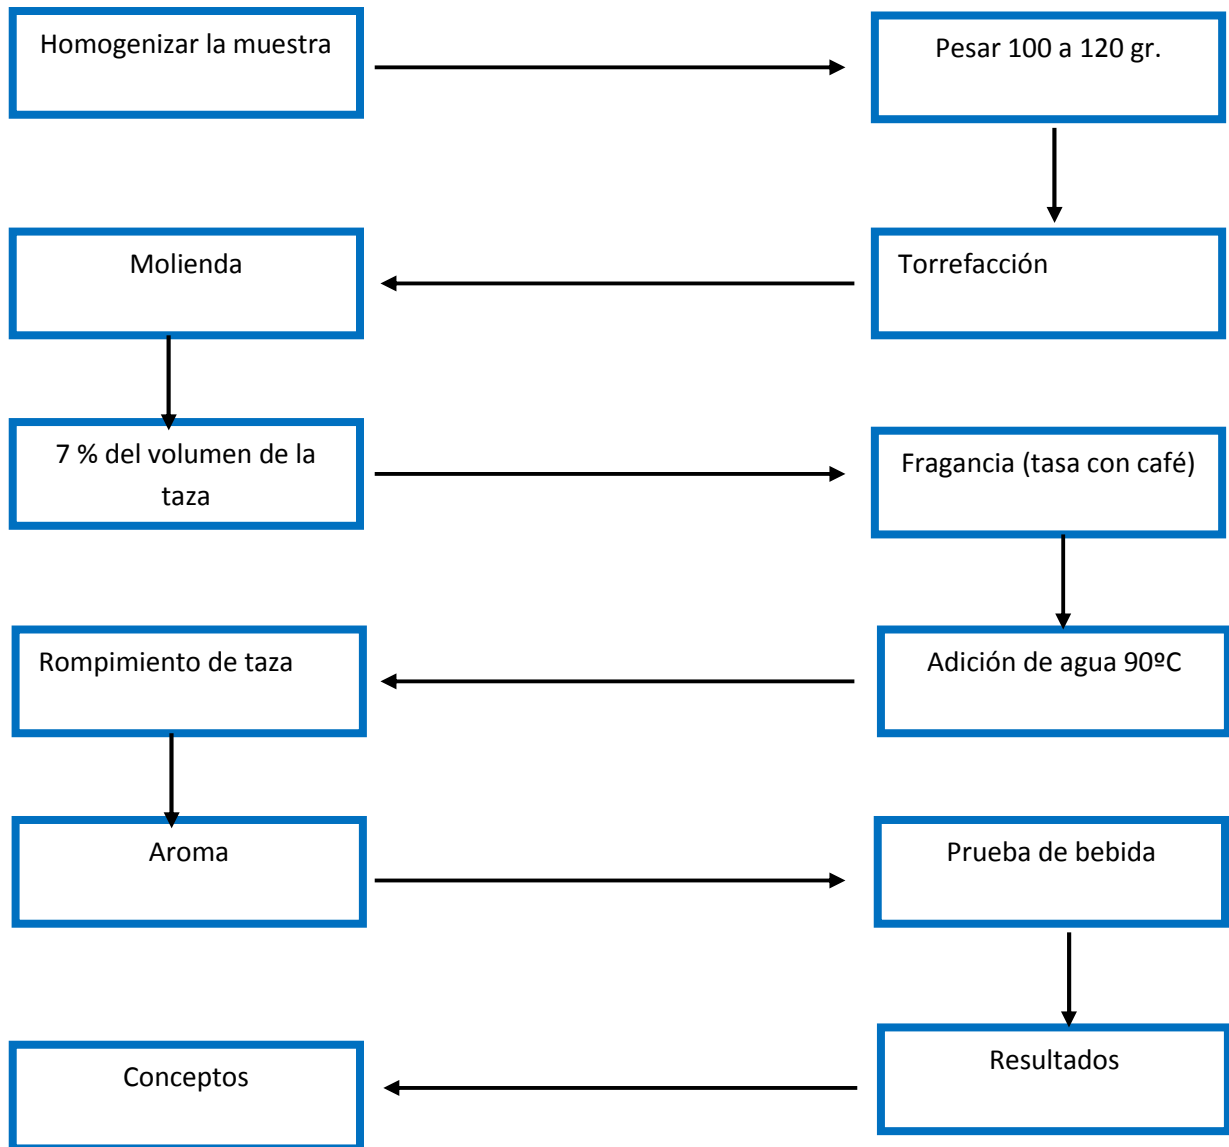 Homogenizar la muestra
Pesar 100 a 120 gr.
Molienda
Torrefacción
7 % del volumen de la
taza
Fragancia (tasa con café)
Rompimiento de taza
Adición de agua 90ºC
Aroma
Prueba de bebida
Conceptos
Resultados